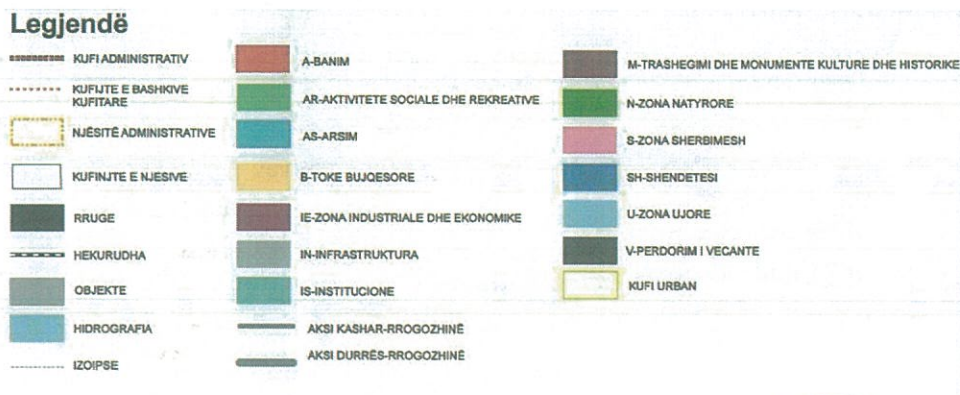 Legjendë
KUFI ADMINISTRATIV
KUFIJTE E BASHKIVE
KUFITARE
NJËSITË ADMINISTRATIVE
KUFINJTE E NJESIVE
RRUGE
HEKURUDHA
OBJEKTE
HIDROGRAFIA
IZOIPSE
A-BANIM
AR-AKTIVITETE SOCIALE DHE REKREATIVE
AS-ARSIM
B-TOKE BUJQESORE
IE-ZONA INDUSTRIALE DHE EKONOMIKE
IN-INFRASTRUKTURA
IS-INSTITUCIONE
AKSI KASHAR-RROGOZHINË
AKSI DURRËS-RROGOZHINË
M-TRASHEGIMI DHE MONUMENTE KULTURE DHE HISTORIKE
N-ZONA NATYRORE
S-ZONA SHERBIMESH
SH-SHENDETESI
U-ZONA UJORE
V-PERDORIM I VECANTE
KUFI URBAN